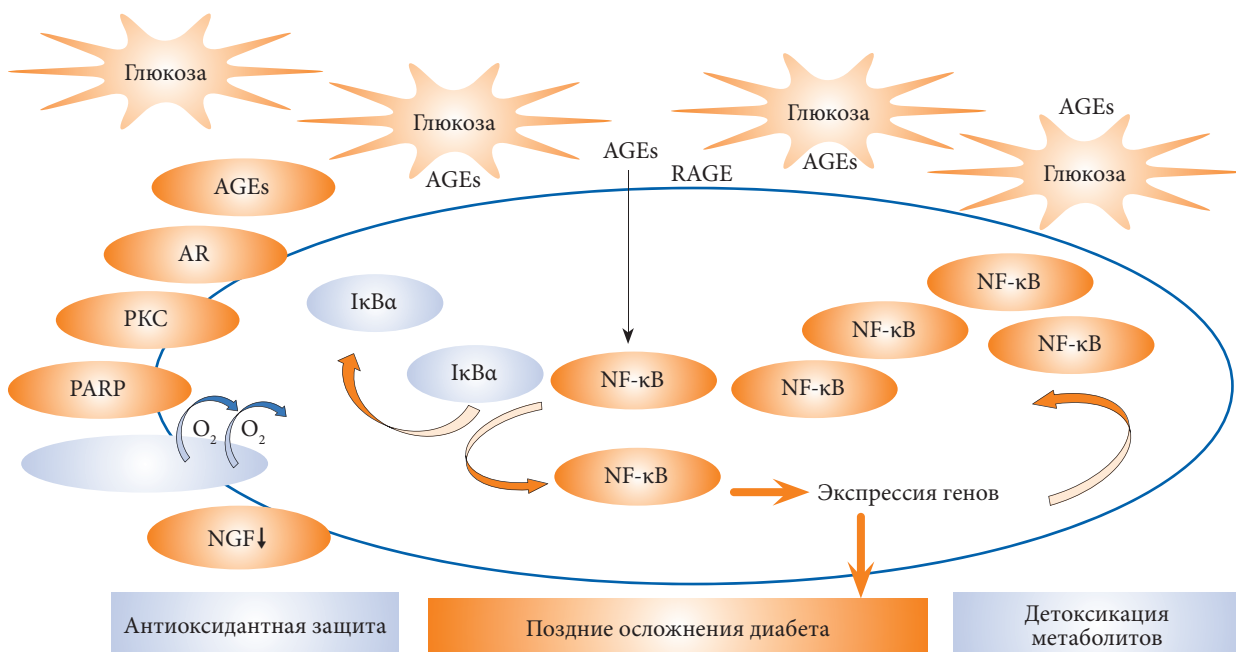 Глюкоза
Глюкоза
AGEs
Глюкоза
AGEs
AGEs
Глюкоза
AGEs
RAGE
AGEs
AR
PKC
PARP
O2
O2
NGF↓
IκBα
IκBα
NF-κB
NF-κB
NF-κB
NF-κB
NF-κB
NF-κB
Экспрессия генов
Антиоксидантная защита
Поздние осложнения диабета
Детоксикация
метаболитов